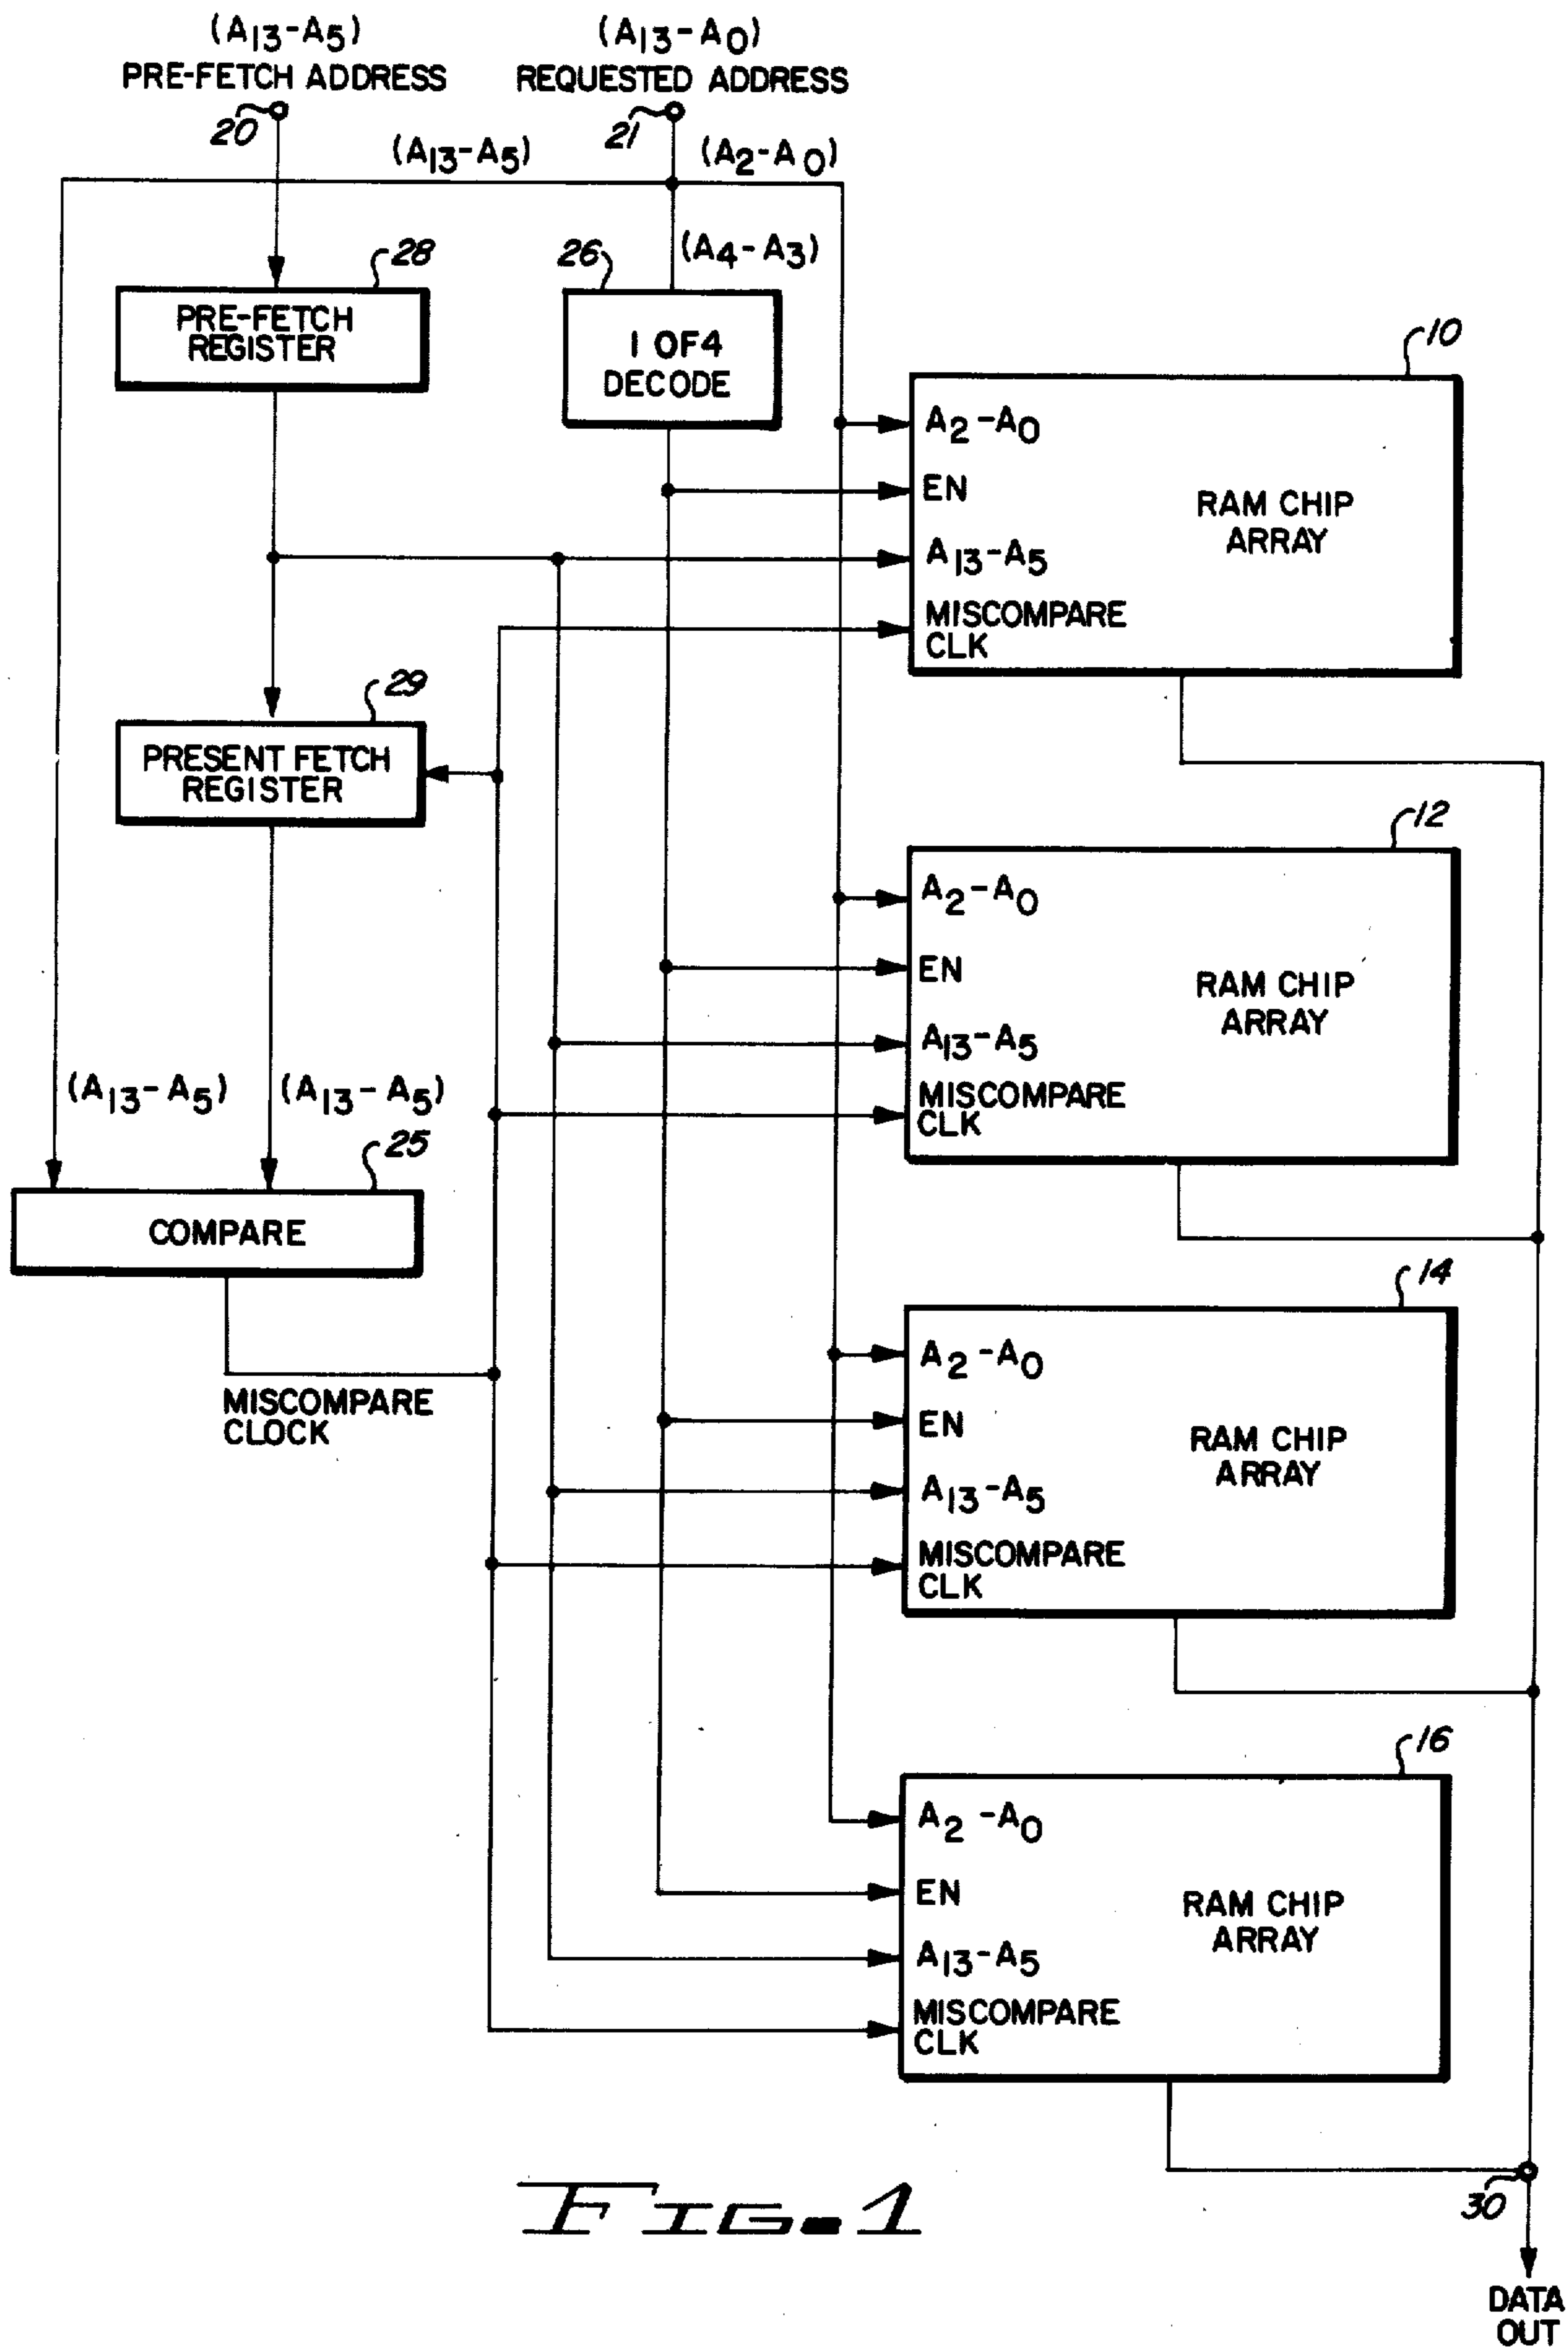 (A13-A5)
PRE-FETCH ADDRESS
20
(A13-A0)
REQUESTED ADDRESS
21
(A13-A5)
(A2-A0)
(A4-A3)
28
PRE-FETCH
REGISTER
26
1 OF4
DECODE
10
A2-A0
EN
A13-A5
MISCOMPARE
CLK
RAM CHIP
ARRAY
29
PRESENT FETCH
REGISTER
12
A2-A0
EN
A13-A5
MISCOMPARE
CLK
RAM CHIP
ARRAY
(A13-A5)
(A13-A5)
25
COMPARE
MISCOMPARE
CLOCK
14
A2-A0
EN
A13-A5
MISCOMPARE
CLK
RAM CHIP
ARRAY
16
A2-A0
EN
A13-A5
MISCOMPARE
CLK
RAM CHIP
ARRAY
30
DATA
OUT
FIG-1